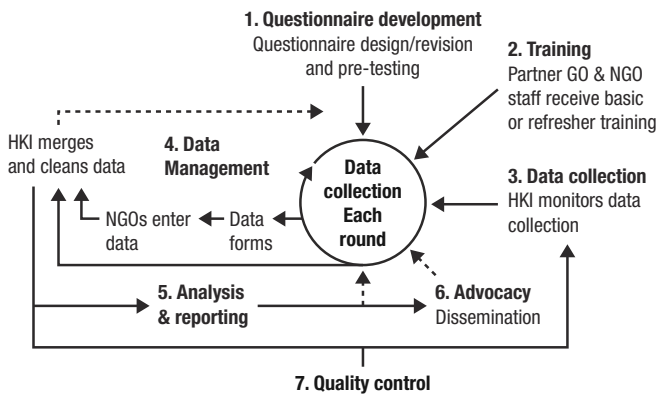 1. Questionnaire development
Questionnaire design/revision
and pre-testing
2. Training
Partner GO & NGO
staff receive basic
or refresher training
HKI merges
and cleans data
4. Data
Management
Data
collection
Each
round
3. Data collection
HKI monitors data
collection
NGOs enter
data
Data
forms
5. Analysis
& reporting
6. Advocacy
Dissemination
7. Quality control